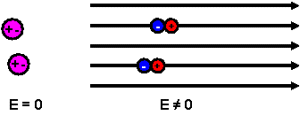 + -
- +
+ -
- +
E = 0 E ≠ 0